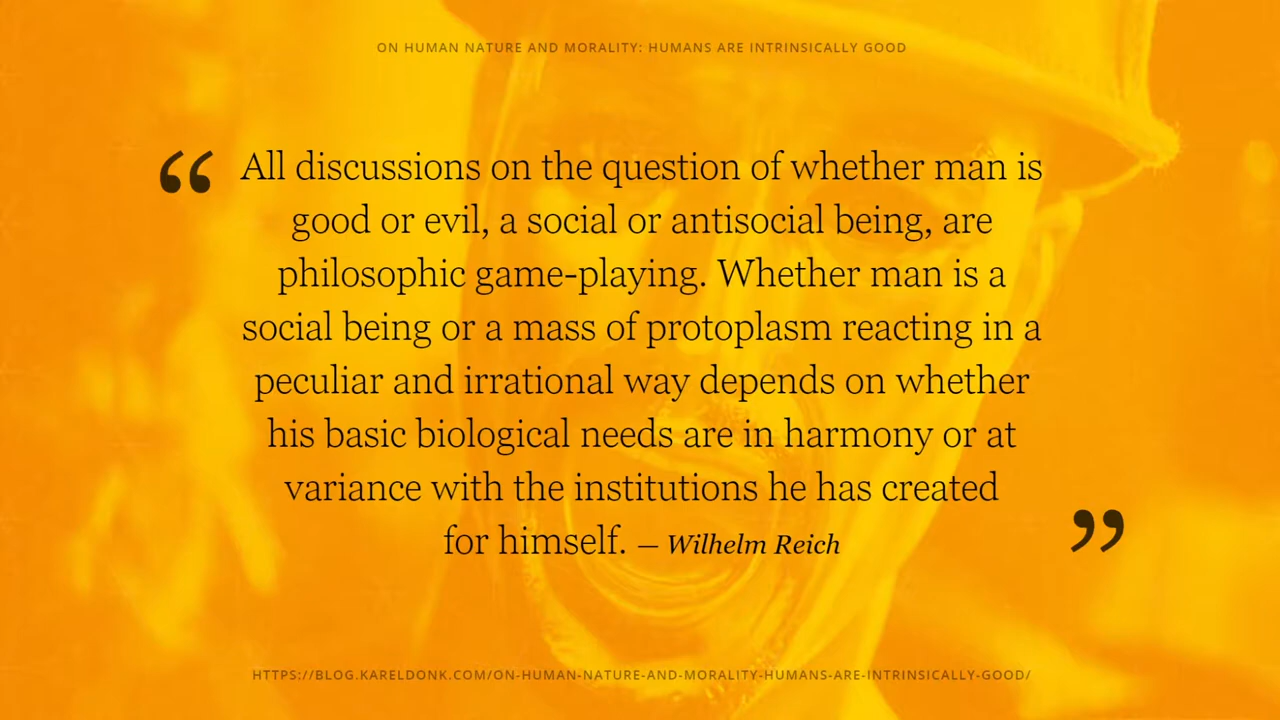 ON HUMAN NATURE AND MORALITY: HUMANS ARE INTRINSICALLY GOOD
“ All discussions on the question of whether man is
good or evil, a social or antisocial being, are
philosophic game-playing. Whether man is a
social being or a mass of protoplasm reacting in a
peculiar and irrational way depends on whether
his basic biological needs are in harmony or at
variance with the institutions he has created
for himself. — Wilhelm Reich ”
HTTPS://BLOG.KARELDONK.COM/ON-HUMAN-NATURE-AND-MORALITY-HUMANS-ARE-INTRINSICALLY-GOOD/